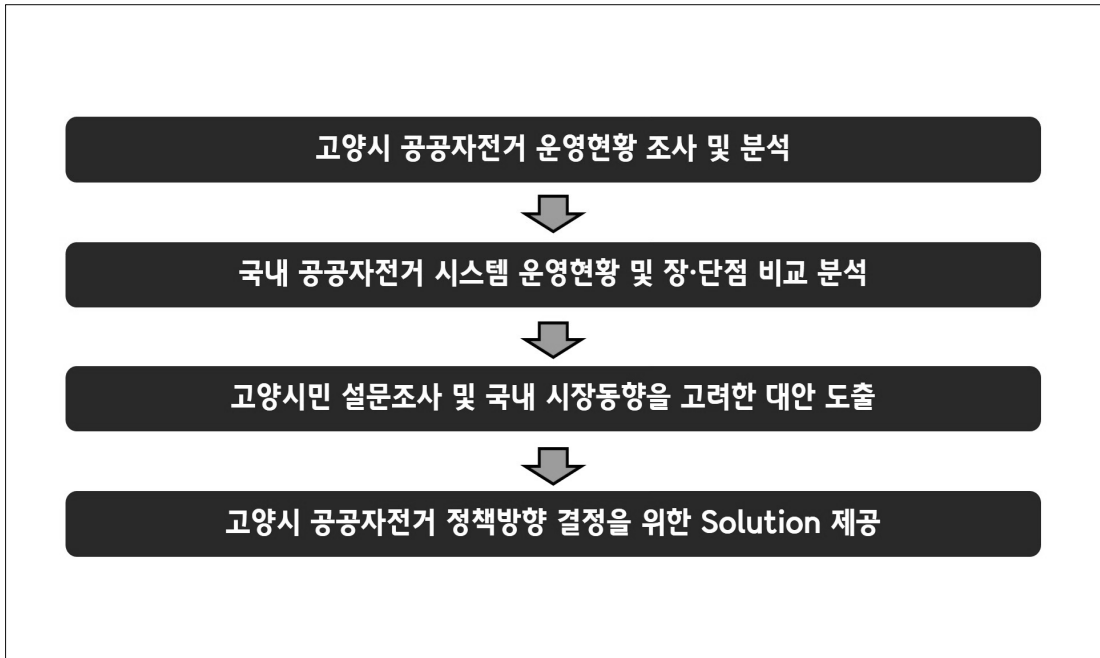 고양시 공공자전거 운영현황 조사 및 분석
국내 공공자전거 시스템 운영현황 및 장·단점 비교 분석
고양시민 설문조사 및 국내 시장동향을 고려한 대안 도출
고양시 공공자전거 정책방향 결정을 위한 Solution 제공